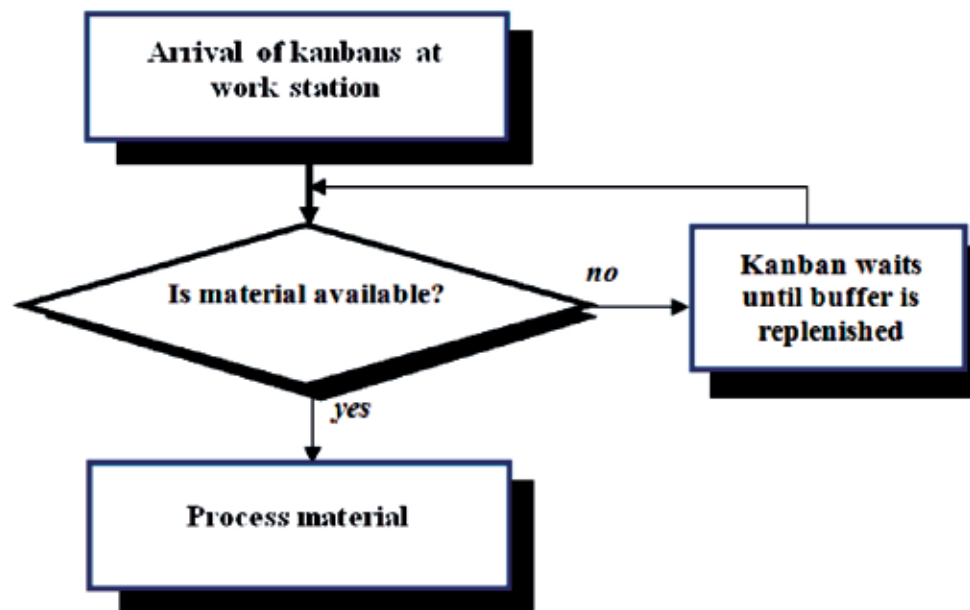 Arrival of kanbans at
work station
Is material available?
no
Kanban waits
until buffer is
replenished
yes
Process material